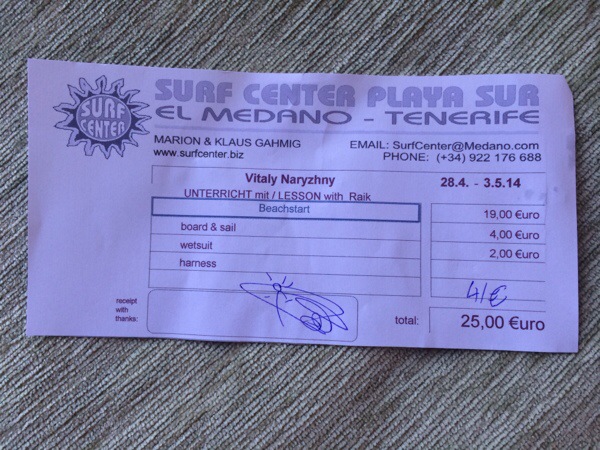 SURF CENTER
SURF CENTER PLAYA SUR
EL MEDANO - TENERIFE
MARION & KLAUS GAHMIG
www.surfcenter.biz
EMAIL: SurfCenter@Medano.com
PHONE: (+34) 922 176 688
Vitaly Naryzhny 28.4. - 3.5.14
UNTERRICHT mit / LESSON with Raik
Beachstart 19,00 €uro
board & sail 4,00 €uro
wetsuit 2,00 €uro
harness
receipt with thanks:
total: 25,00 €uro